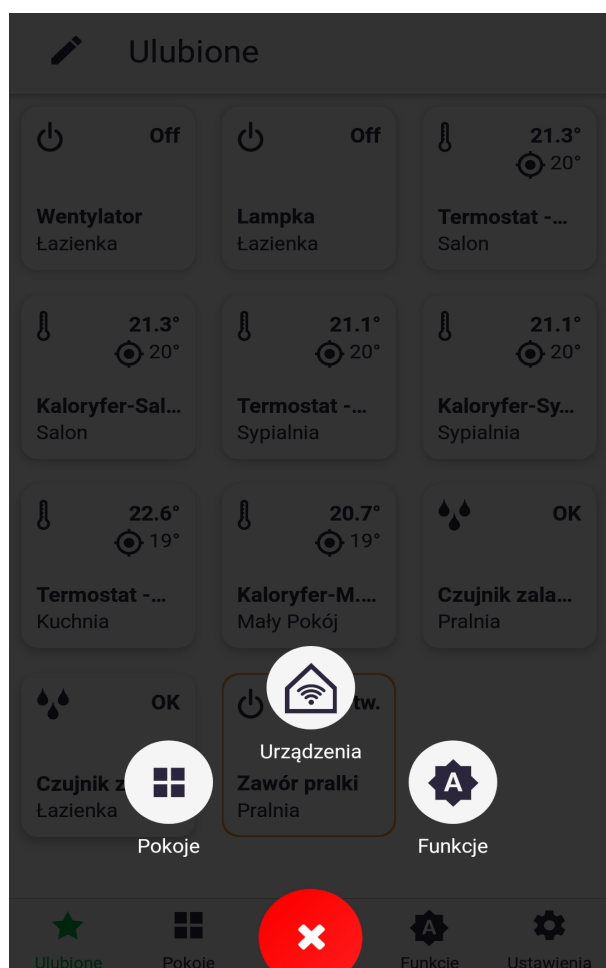 Ulubione
Off
Off
21.3°
20°
Wentylator
Łazienka
Lampka
Łazienka
Termostat -...
Salon
21.3°
20°
21.1°
20°
21.1°
20°
Kaloryfer-Sal...
Salon
Termostat -...
Sypialnia
Kaloryfer-Sy...
Sypialnia
22.6°
19°
20.7°
19°
OK
Termostat -...
Kuchnia
Kaloryfer-M....
Mały Pokój
Czujnik zala...
Pralnia
OK
tw.
Urządzenia
Czujnik z
Łazienka
Zawór pralki
Pralnia
A
Pokoje
Funkcje
A
Ulubione
Pokoje
Funkcje
Ustawienia